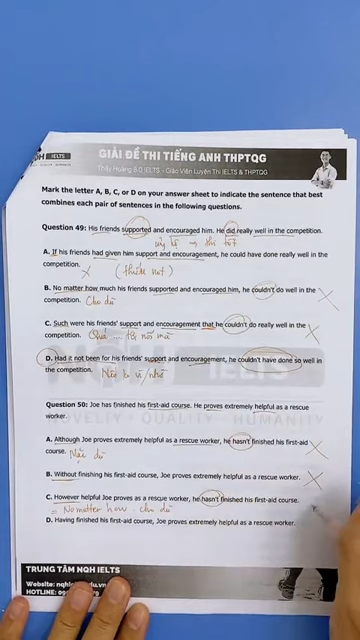 IELTS
GIẢI ĐỀ THI TIẾNG ANH THPTQG
Thầy Hoàng 8.0 IELTS - Giáo Viên Luyện Thi IELTS & THPTQG
Mark the letter A, B, C, or D on your answer sheet to indicate the sentence that best
combines each pair of sentences in the following questions.
Question 49: His friends supported and encouraged him. He did really well in the competition.
A. If his friends had given him support and encouragement, he could have done really well in the
competition.
(thiếu not)
B. No matter how much his friends supported and encouraged him, he couldn't do well in the
competition. Cho dù
C. Such were his friends' support and encouragement that he couldn't do really well in the
competition. Quá ... tới nỗi mà
D. Had it not been for his friends' support and encouragement, he couldn't have done so well in
the competition.
Question 50: Joe has finished his first-aid course. He proves extremely helpful as a rescue
worker.
NOVELTY - QUALITY - HUMANITY
A. Although Joe proves extremely helpful as a rescue worker, he hasn't finished his first-aid
course. Mặc dù
B. Without finishing his first-aid course, Joe proves extremely helpful as a rescue worker.
C. However helpful Joe proves as a rescue worker, he hasn't finished his first-aid course.
= No matter how. cho dù
D. Having finished his first-aid course, Joe proves extremely helpful as a rescue worker.
TRUNG TÂM NQH IELTS
Website:
HOTLINE: